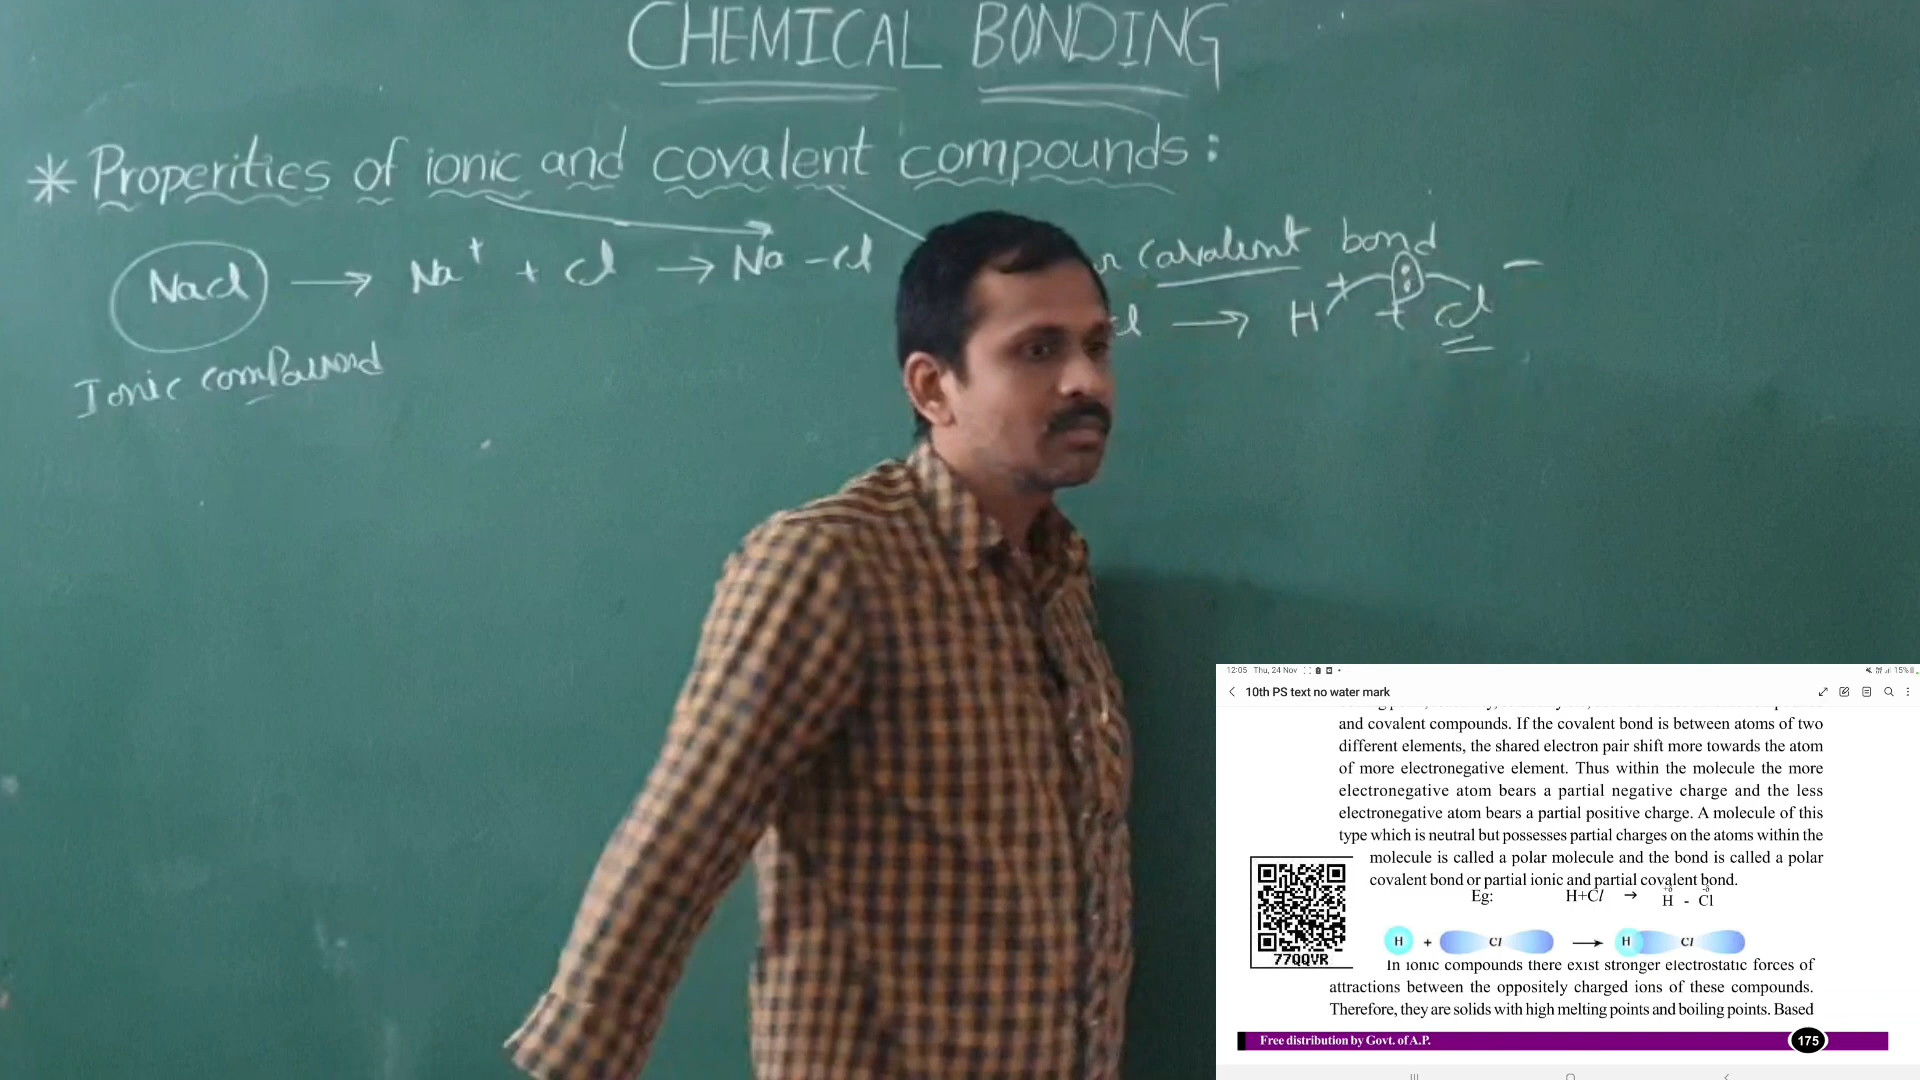 CHEMICAL BONDING
* Properities of ionic and covalent compounds:
covalent bond
Nacl → Na⁺ + Cl → Na - Cl
→ H⁺ + Cl⁻
Ionic compound
12:05 Thu, 24 Nov
15%
10th PS text no water mark
and covalent compounds. If the covalent bond is between atoms of two
different elements, the shared electron pair shift more towards the atom
of more electronegative element. Thus within the molecule the more
electronegative atom bears a partial negative charge and the less
electronegative atom bears a partial positive charge. A molecule of this
type which is neutral but possesses partial charges on the atoms within the
molecule is called a polar molecule and the bond is called a polar
covalent bond or partial ionic and partial covalent bond.
Eg: H+Cl → H - Cl
H + Cl → H Cl
77QQVR
In ionic compounds there exist stronger electrostatic forces of
attractions between the oppositely charged ions of these compounds.
Therefore, they are solids with high melting points and boiling points. Based
Free distribution by Govt. of A.P. 175